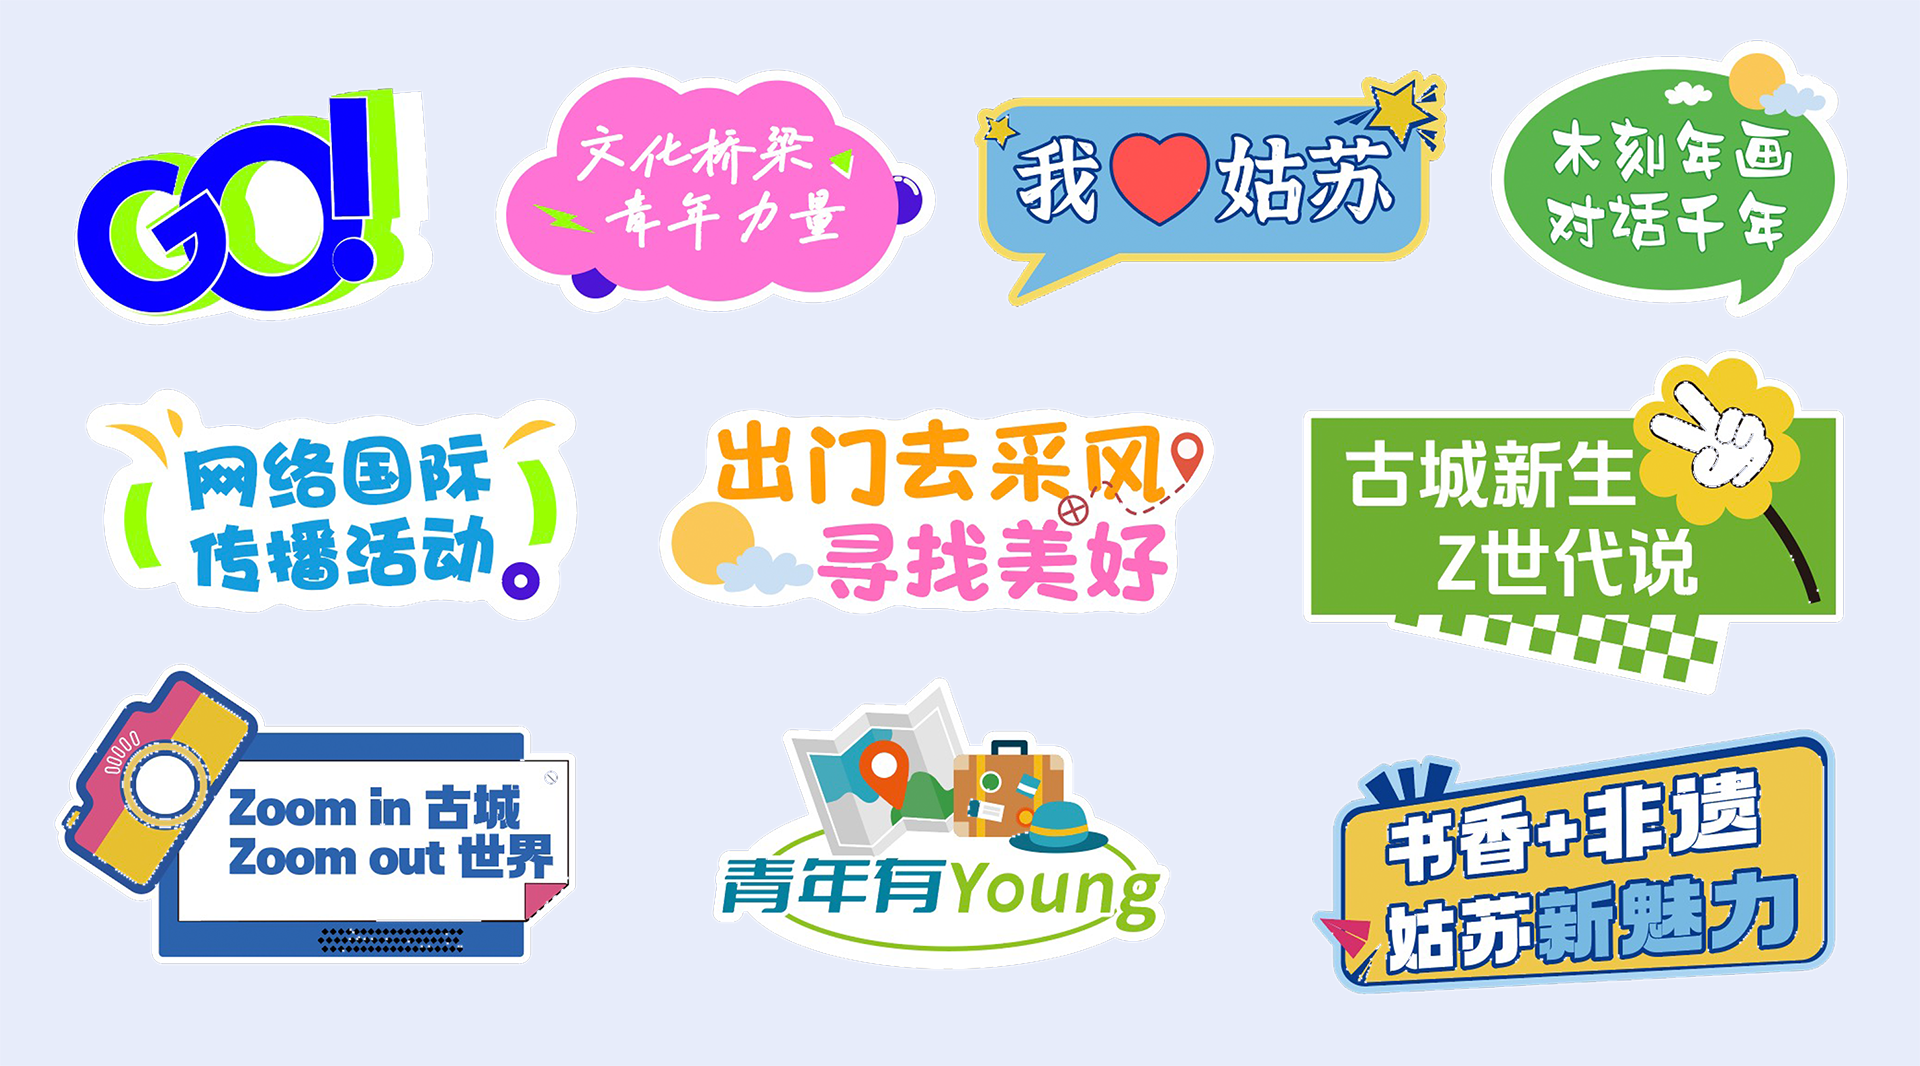 GO!
文化桥梁
青年力量
我❤姑苏
木刻年画
对话千年
网络国际
传播活动
出门去采风
寻找美好
古城新生
Z世代说
Zoom in 古城
Zoom out 世界
青年有Young
书香+非遗
姑苏新魅力